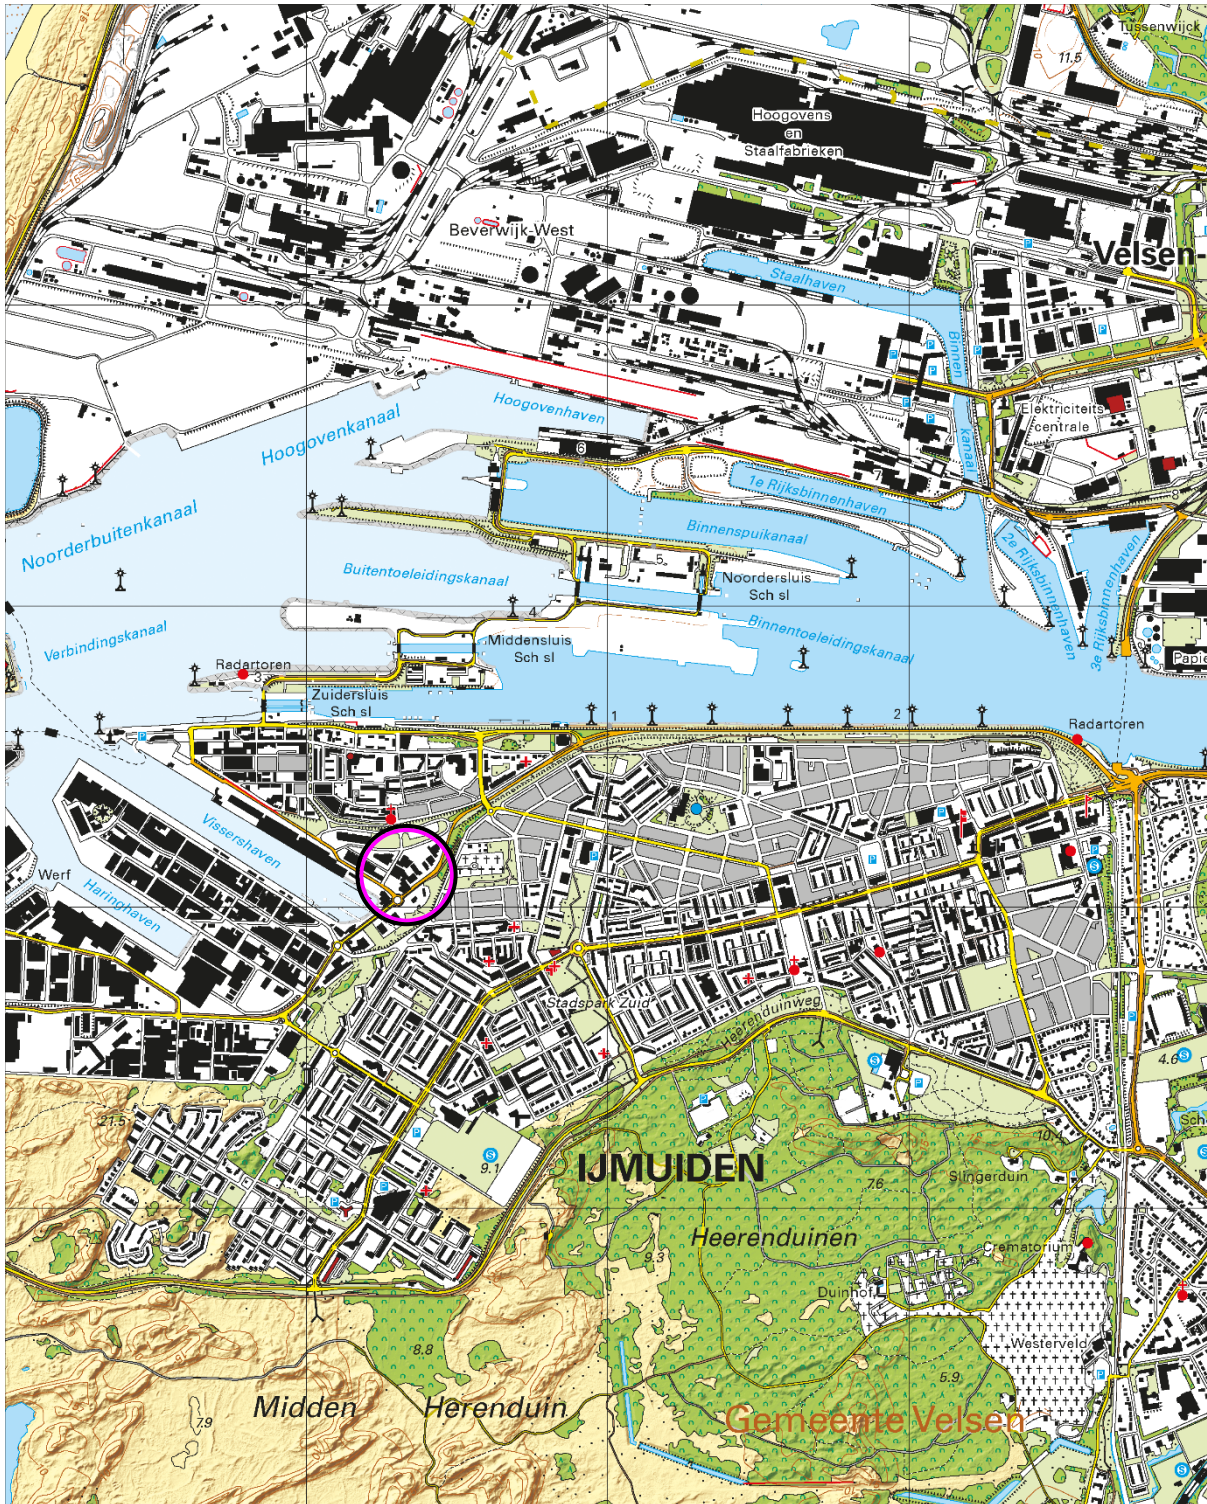 Tussenwijck
11.5
Hoogovens
en
Staalfabrieken
Beverwijk-West
Velsen-
Staalhaven
Binnen
kanaal
Hoogovenhaven
Hoogovenkanaal
Elektriciteits
centrale
6
7
8
1e Rijksbinnenhaven
Noorderbuitenkanaal
Binnenspuikanaal
2e Rijksbinnenhaven
3e Rijksbinnenhaven
Buitentoeleidingskanaal
5
Noordersluis
Sch sl
4
Binnentoeleidingskanaal
Verbindingskanaal
Middensluis
Sch sl
Papie
Radartoren
3
Zuidersluis
Sch sl
1
2
Radartoren
P
Vissershaven
Werf
Haringhaven
P
P
P
S
Stadspark Zuid
Heerenduinweg
P
S
4.6
S
P
P
21.5
10.4
Sch
P
S
9.1
IJMUIDEN
7.6
Slingerduin
P
P
Heerenduinen
9.3
Crematorium
Duinhof
Westerveld
8.8
5.9
P
Midden
Herenduin
7.9
Gemeente Velsen
S